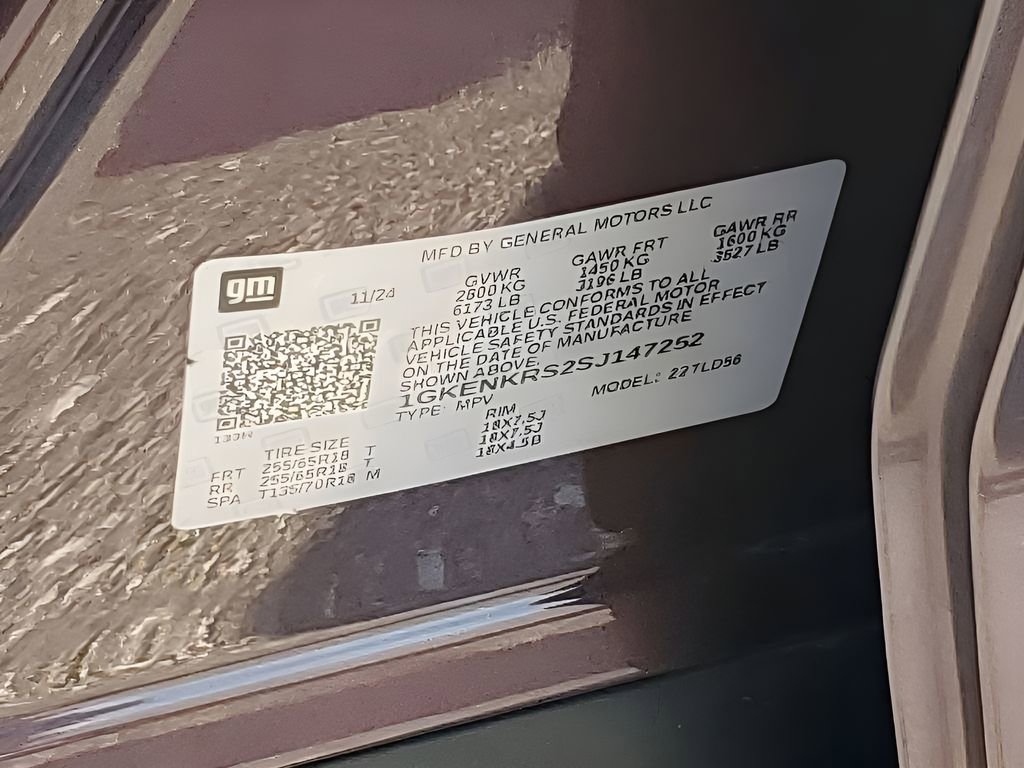 MFD BY GENERAL MOTORS LLC
gm
11/24
GVWR GAWR FRT GAWR RR
2800 KG 1450 KG 1600 KG
6173 LB 3196 LB 3527 LB
THIS VEHICLE CONFORMS TO ALL
APPLICABLE U.S. FEDERAL MOTOR
VEHICLE SAFETY STANDARDS IN EFFECT
ON THE DATE OF MANUFACTURE
SHOWN ABOVE.
1GKENKRS2SJ147252
TYPE: MPV MODEL:
TIRE SIZE RIM
FRT 255/65R18 T 18X7.5J
RR 255/65R18 T 18X7.5J
SPA T135/70R18 M 18X4.5B